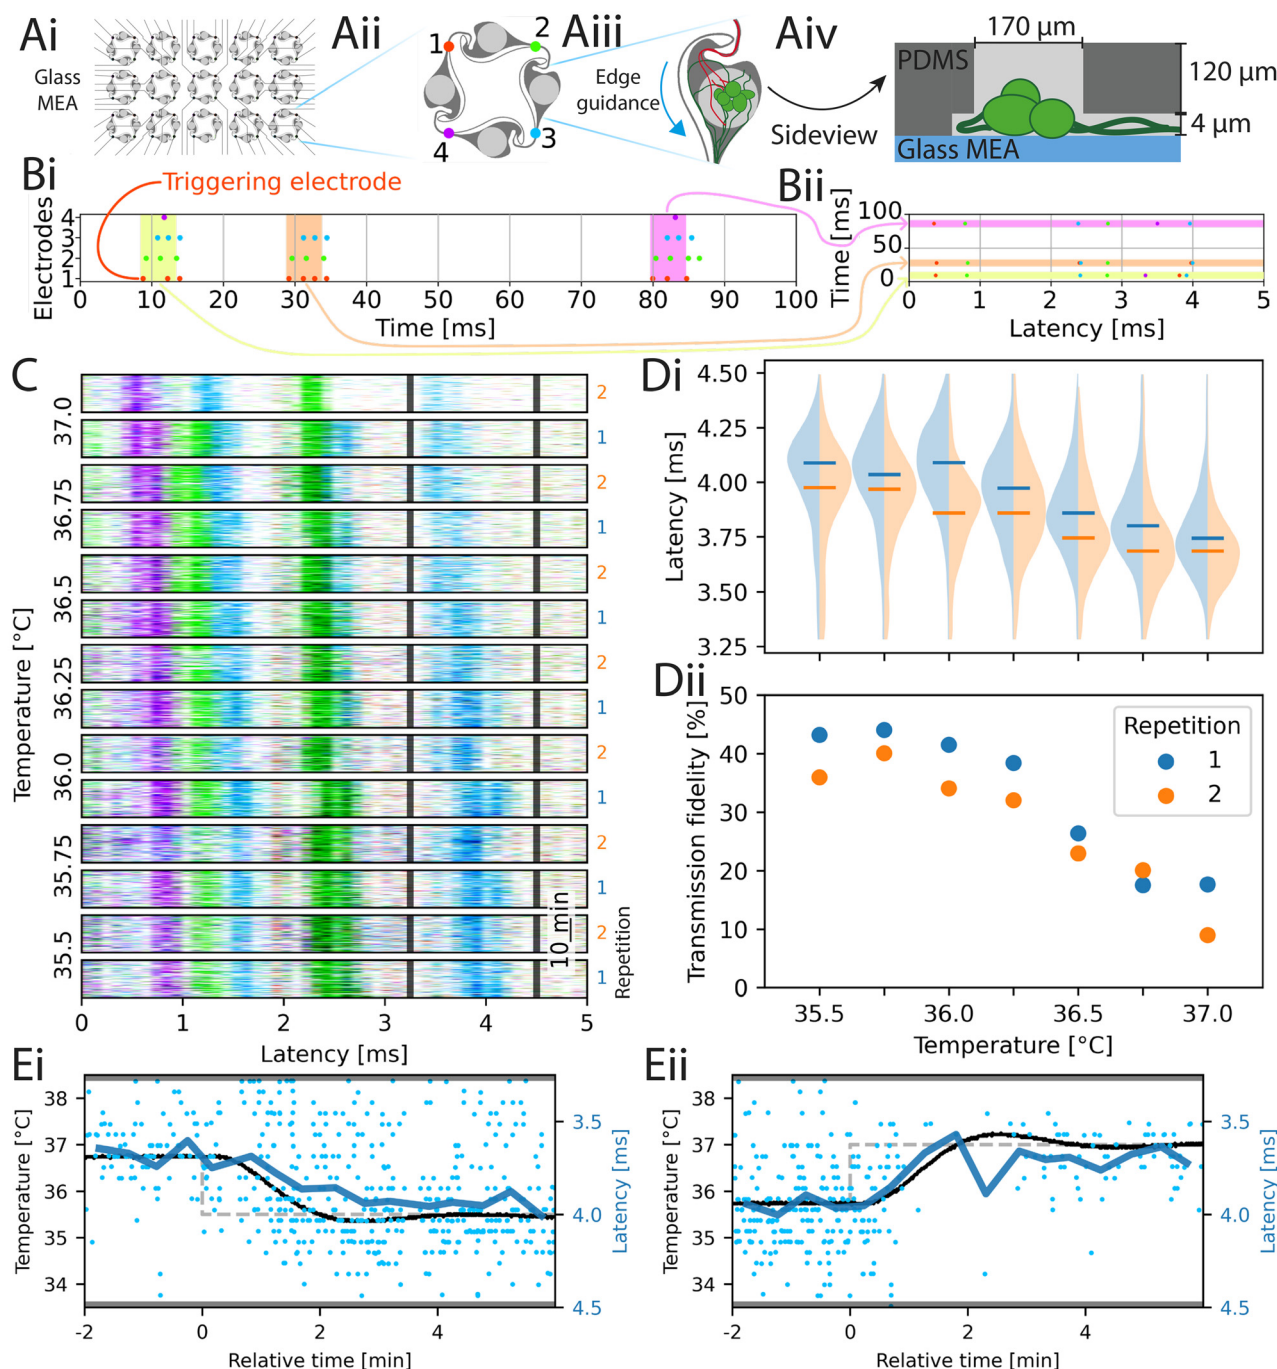 Ai
Aii
Aiii
Aiv
Glass
MEA
1
2
3
4
Edge
guidance
Sideview
170 µm
PDMS
120 µm
4 µm
Glass MEA
Bi
Triggering electrode
Electrodes
4
3
2
1
0 10 20 30 40 50 60 70 80 90 100
Time [ms]
Bii
Time [ms]
100
50
0
0 1 2 3 4 5
Latency [ms]
C
Temperature [°C]
37.0
36.75
36.5
36.25
36.0
35.75
35.5
2
1
2
1
2
1
2
1
2
1
2
1
2
1
10 min
Repetition
0 1 2 3 4 5
Latency [ms]
Di
Latency [ms]
4.50
4.25
4.00
3.75
3.50
3.25
Dii
Transmission fidelity [%]
50
40
30
20
10
0
Repetition
1
2
35.5 36.0 36.5 37.0
Temperature [°C]
Ei
Temperature [°C]
38
37
36
35
34
3.5
4.0
4.5
Latency [ms]
-2 0 2 4
Relative time [min]
Eii
Temperature [°C]
38
37
36
35
34
3.5
4.0
4.5
Latency [ms]
-2 0 2 4
Relative time [min]